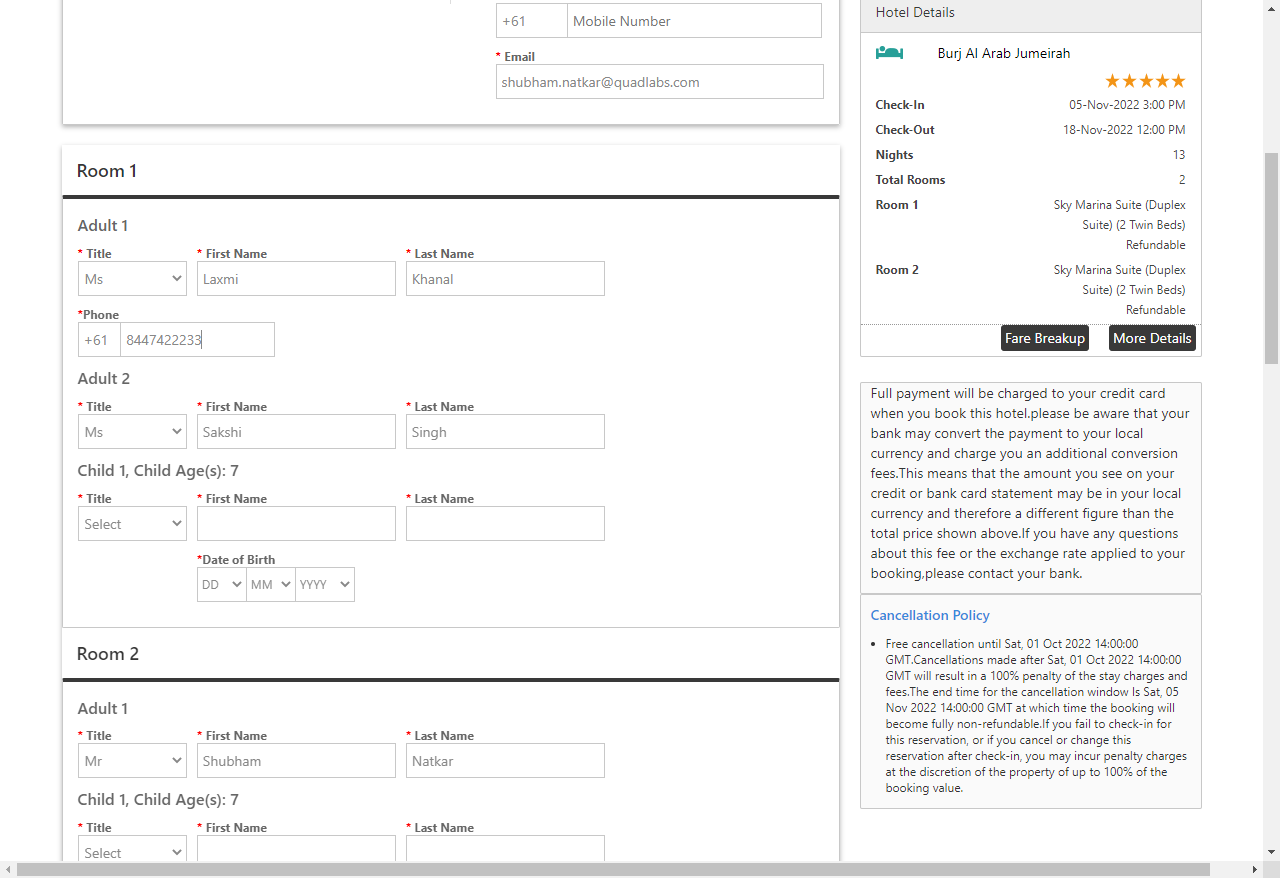 +61 Mobile Number
* Email
shubham.natkar@quadlabs.com
Room 1
Adult 1
* Title * First Name * Last Name
Ms Laxmi Khanal
*Phone
+61 8447422233
Adult 2
* Title * First Name * Last Name
Ms Sakshi Singh
Child 1, Child Age(s): 7
* Title * First Name * Last Name
Select
*Date of Birth
DD MM YYYY
Room 2
Adult 1
* Title * First Name * Last Name
Mr Shubham Natkar
Child 1, Child Age(s): 7
* Title * First Name * Last Name
Select
Hotel Details
Burj Al Arab Jumeirah
Check-In 05-Nov-2022 3:00 PM
Check-Out 18-Nov-2022 12:00 PM
Nights 13
Total Rooms 2
Room 1 Sky Marina Suite (Duplex
Suite) (2 Twin Beds)
Refundable
Room 2 Sky Marina Suite (Duplex
Suite) (2 Twin Beds)
Refundable
Fare Breakup More Details
Full payment will be charged to your credit card
when you book this hotel.please be aware that your
bank may convert the payment to your local
currency and charge you an additional conversion
fees.This means that the amount you see on your
credit or bank card statement may be in your local
currency and therefore a different figure than the
total price shown above.If you have any questions
about this fee or the exchange rate applied to your
booking,please contact your bank.
Cancellation Policy
• Free cancellation until Sat, 01 Oct 2022 14:00:00
GMT.Cancellations made after Sat, 01 Oct 2022 14:00:00
GMT will result in a 100% penalty of the stay charges and
fees.The end time for the cancellation window Is Sat, 05
Nov 2022 14:00:00 GMT at which time the booking will
become fully non-refundable.If you fail to check-in for
this reservation, or if you cancel or change this
reservation after check-in, you may incur penalty charges
at the discretion of the property of up to 100% of the
booking value.